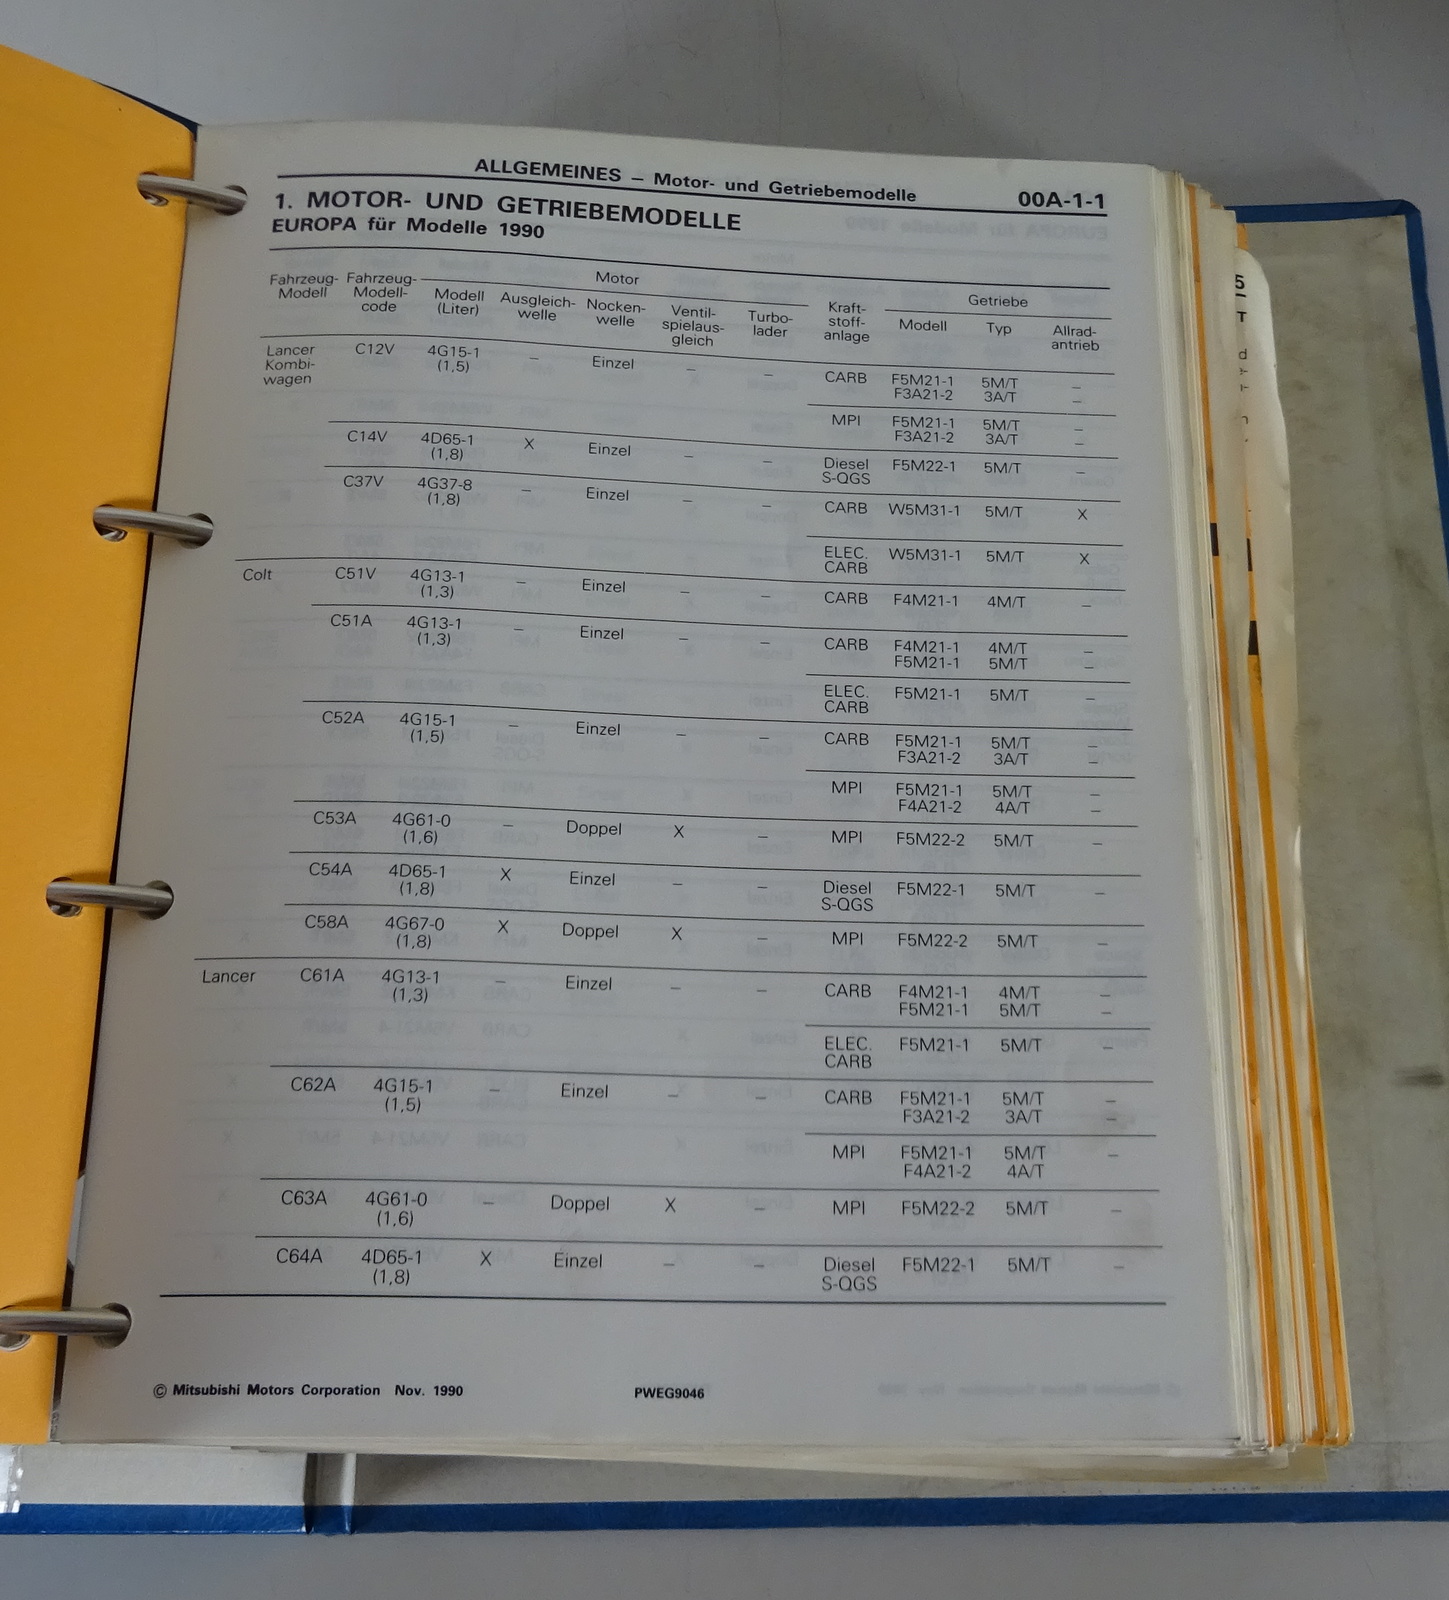 ALLGEMEINES – Motor- und Getriebemodelle 00A-1-1
1. MOTOR- UND GETRIEBEMODELLE
EUROPA für Modelle 1990
Fahrzeug-Modell Fahrzeug-Modell-code Motor Kraft-stoff-anlage Getriebe
Modell (Liter) Ausgleich-welle Nocken-welle Ventil-spielaus-gleich Turbo-lader Modell Typ Allrad-antrieb
Lancer Kombi-wagen C12V 4G15-1 (1,5) – Einzel – – CARB F5M21-1 5M/T –
F3A21-2 3A/T –
MPI F5M21-1 5M/T –
F3A21-2 3A/T –
C14V 4D65-1 (1,8) X Einzel – – Diesel S-QGS F5M22-1 5M/T –
C37V 4G37-8 (1,8) – Einzel – – CARB W5M31-1 5M/T X
ELEC. CARB W5M31-1 5M/T X
Colt C51V 4G13-1 (1,3) – Einzel – – CARB F4M21-1 4M/T –
C51A 4G13-1 (1,3) – Einzel – – CARB F4M21-1 4M/T –
F5M21-1 5M/T –
ELEC. CARB F5M21-1 5M/T –
C52A 4G15-1 (1,5) – Einzel – – CARB F5M21-1 5M/T –
F3A21-2 3A/T –
MPI F5M21-1 5M/T –
F4A21-2 4A/T –
C53A 4G61-0 (1,6) – Doppel X – MPI F5M22-2 5M/T –
C54A 4D65-1 (1,8) X Einzel – – Diesel S-QGS F5M22-1 5M/T –
C58A 4G67-0 (1,8) X Doppel X – MPI F5M22-2 5M/T –
Lancer C61A 4G13-1 (1,3) – Einzel – – CARB F4M21-1 4M/T –
F5M21-1 5M/T –
ELEC. CARB F5M21-1 5M/T –
C62A 4G15-1 (1,5) – Einzel – – CARB F5M21-1 5M/T –
F3A21-2 3A/T –
MPI F5M21-1 5M/T –
F4A21-2 4A/T
C63A 4G61-0 (1,6) – Doppel X – MPI F5M22-2 5M/T –
C64A 4D65-1 (1,8) X Einzel – – Diesel S-QGS F5M22-1 5M/T –
© Mitsubishi Motors Corporation Nov. 1990 PWEG9046
5
T
d